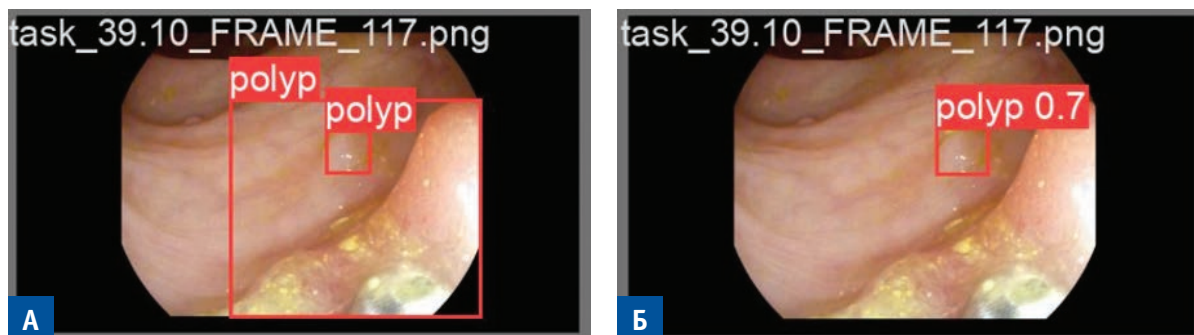 task_39.10_FRAME_117.png
polyp
polyp
А
task_39.10_FRAME_117.png
polyp 0.7
Б